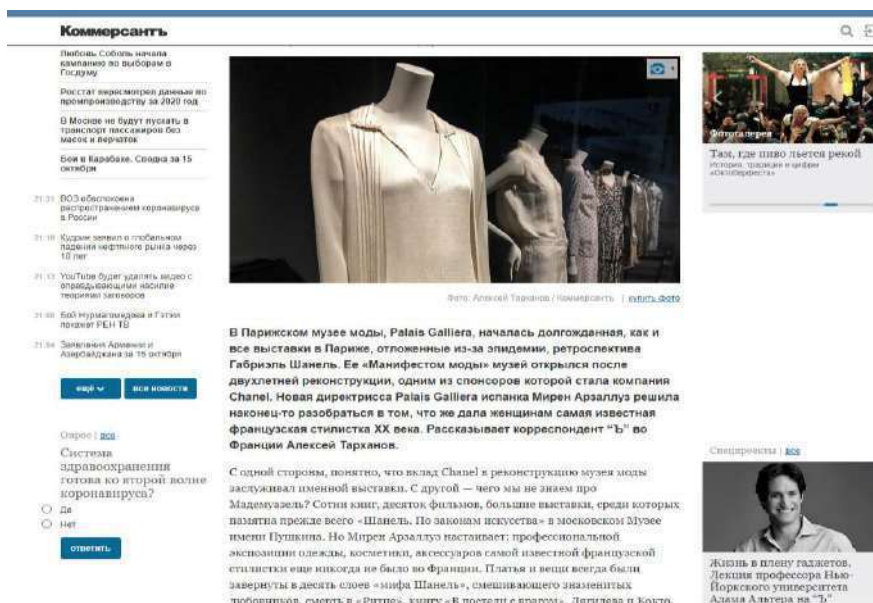 Коммерсантъ
Любовь Соболь начала
кампанию по выборам в
Госдуму
Росстат пересмотрел данные по
промпроизводству за 2020 год
В Москве не будут пускать в
транспорт пассажиров без
масок и перчаток
Бои в Карабахе. Сводка за 15
октября
21:31 ВОЗ обеспокоена
распространением коронавируса
в России
Кудрин заявил о глобальном
падении нефтяного рынка через
10 лет
YouTube будет удалять видео с
оправдывающими насилие
теориями заговоров
Бой Нурмагомедова и Гэтжи
покажет РЕН ТВ
Заявления Армении и
Азербайджана за 15 октября
ещё
все новости
Опрос | все
Система
здравоохранения
готова ко второй волне
коронавируса?
Да
Нет
ответить
Фото: Алексей Тарханов / Коммерсантъ | купить фото
В Парижском музее моды, Palais Galliera, началась долгожданная, как и
все выставки в Париже, отложенные из-за эпидемии, ретроспектива
Габриэль Шанель. Ее «Манифестом моды» музей открылся после
двухлетней реконструкции, одним из спонсоров которой стала компания
Chanel. Новая директрисса Palais Galliera испанка Мирен Арзаллуз решила
наконец-то разобраться в том, что же дала женщинам самая известная
французская стилистка XX века. Рассказывает корреспондент “Ъ” во
Франции Алексей Тарханов.
С одной стороны, понятно, что вклад Chanel в реконструкцию музея моды
заслуживал именной выставки. С другой — чего мы не знаем про
Мадемуазель? Сотни книг, десяток фильмов, большие выставки, среди которых
памятна прежде всего «Шанель. По законам искусства» в московском Музее
имени Пушкина. Но Мирен Арзаллуз настаивает: профессиональной
экспозиции одежды, косметики, аксессуаров самой известной французской
стилистки еще никогда не было во Франции. Платья и вещи всегда были
завернуты в десять слоев «мифа Шанель», смешивающего знаменитых
любовников, смерть в «Ритце», книгу «В постели с врагом», Дягилева и Кокто,
Фотогалерея
Там, где пиво льется рекой
История, традиции и цифры
«Октоберфеста»
Спецпроекты | все
Жизнь в плену гаджетов.
Лекция профессора Нью-
Йоркского университета
Адама Альтера на “Ъ”